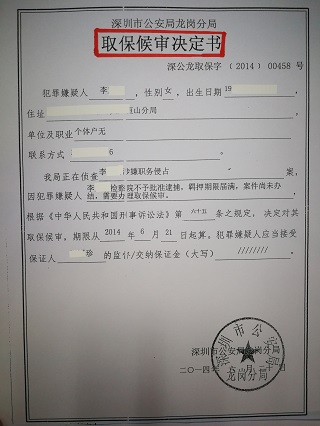 深圳市公安局龙岗分局
取保候审决定书
深公龙取保字〔2014〕00458 号
犯罪嫌疑人 李 ，性别 女 ，出生日期 19
住址 山分局
单位及职业 个体户无
联系方式 6
我局正在侦查 李 涉嫌职务侵占 案，
因犯罪嫌疑人 李 检察院不予批准逮捕，羁押期限届满，案件尚未办
结，需要办理取保候审。
根据《中华人民共和国刑事诉讼法》第 六十五 条之规定，决定对其
取保候审，期限从 2014 年 6 月 21 日起算。犯罪嫌疑人应当接受
保证人 珍 的监督/交纳保证金（大写） ////////
深圳市公安局龙岗分局
二〇一四年六月二十日
深圳市公安局
龙岗分局